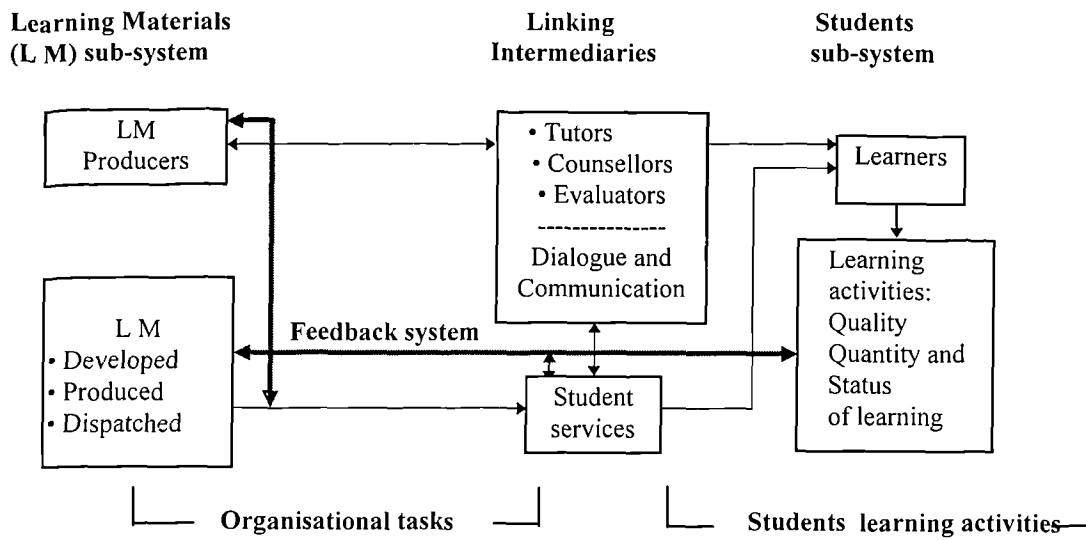 Learning Materials
(L M) sub-system
Linking
Intermediaries
Students
sub-system
LM
Producers
• Tutors
• Counsellors
• Evaluators
Dialogue and
Communication
Learners
Learning
activities:
Quality
Quantity and
Status
of learning
L M
• Developed
• Produced
• Dispatched
Feedback system
Student
services
Organisational tasks
Students learning activities